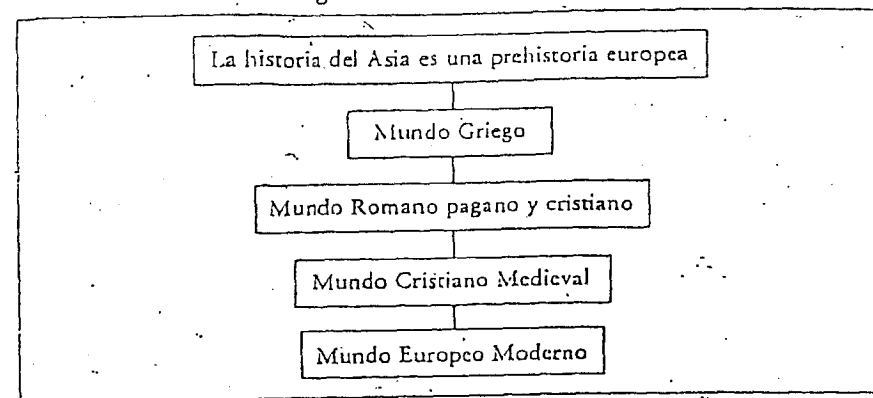 La historia del Asia es una prehistoria europea
Mundo Griego
Mundo Romano pagano y cristiano
Mundo Cristiano Medieval
Mundo Europeo Moderno